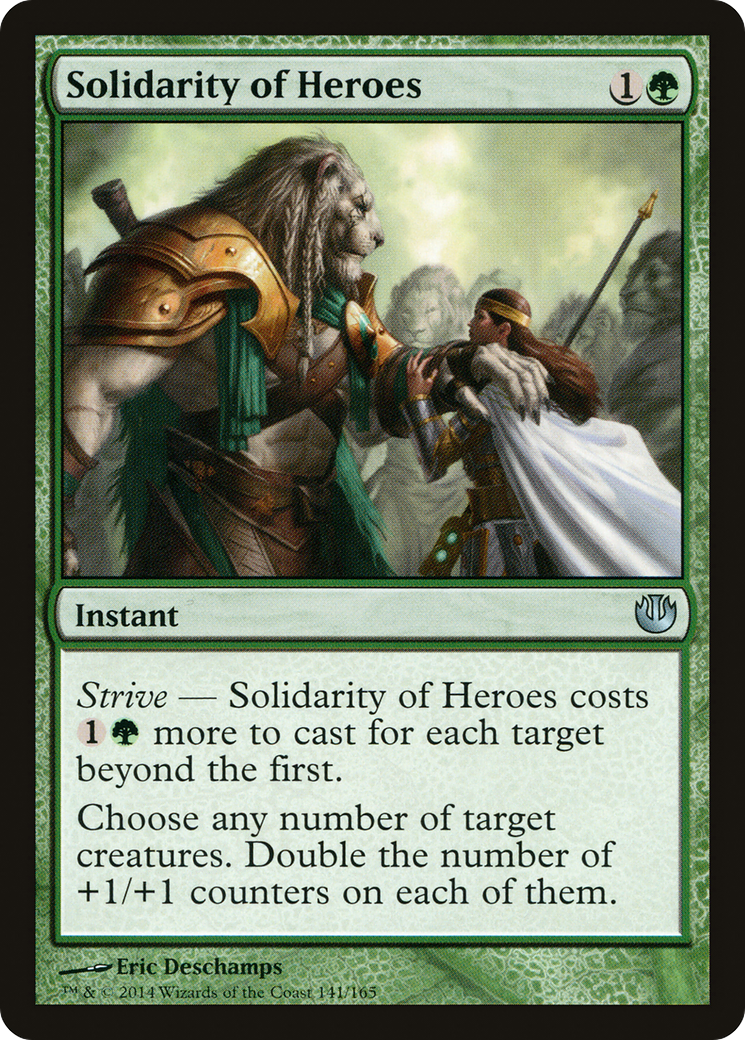 Solidarity of Heroes 1
Instant
Strive — Solidarity of Heroes costs
1 more to cast for each target
beyond the first.
Choose any number of target
creatures. Double the number of
+1/+1 counters on each of them.
Eric Deschamps
™ & © 2014 Wizards of the Coast 141/165